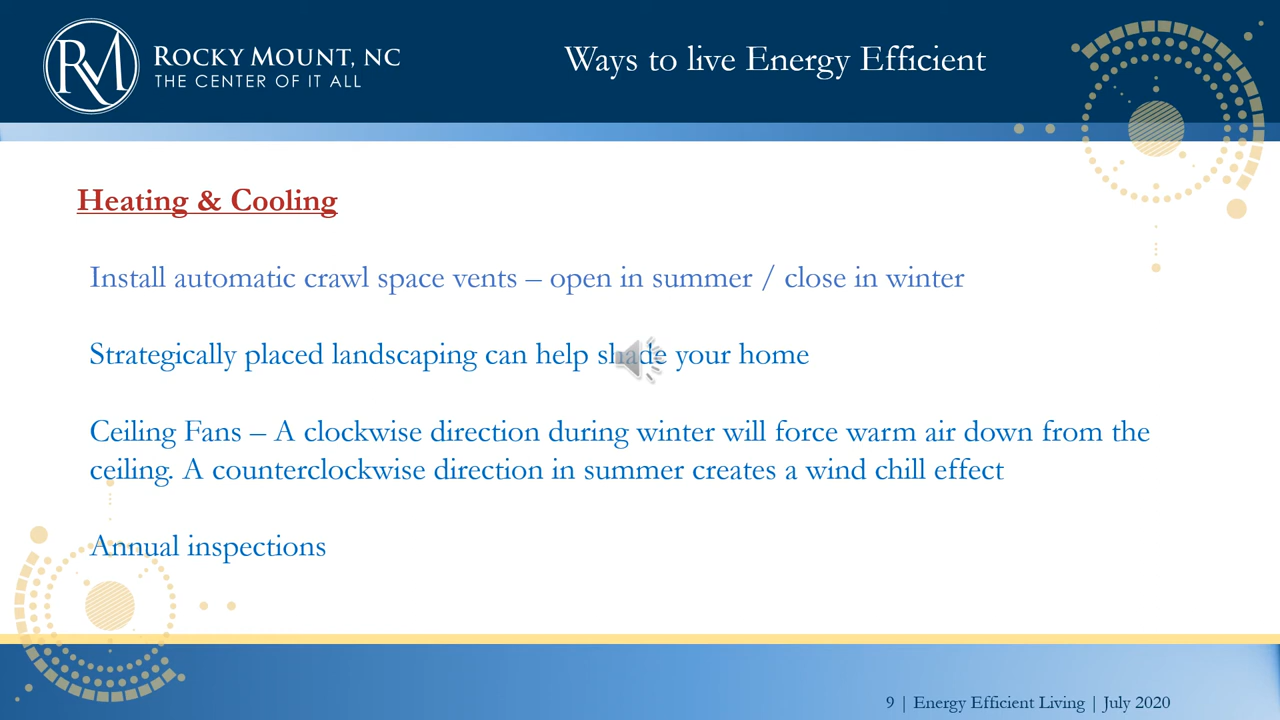 RM
ROCKY MOUNT, NC
THE CENTER OF IT ALL
Ways to live Energy Efficient
Heating & Cooling
Install automatic crawl space vents – open in summer / close in winter
Strategically placed landscaping can help shade your home
Ceiling Fans – A clockwise direction during winter will force warm air down from the
ceiling. A counterclockwise direction in summer creates a wind chill effect
Annual inspections
9 | Energy Efficient Living | July 2020